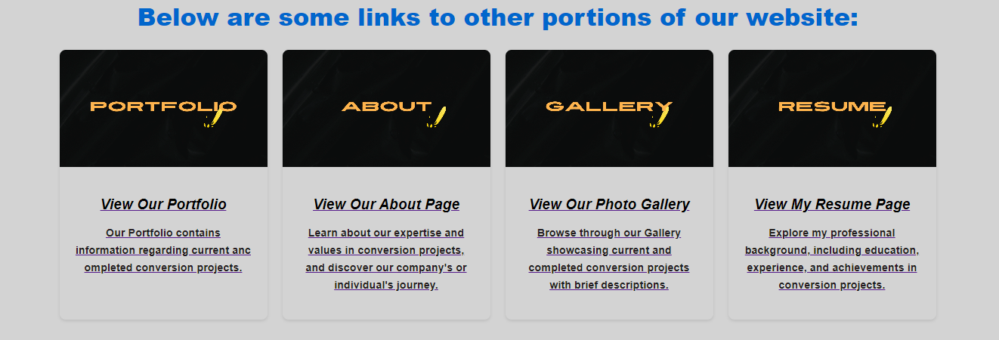 Below are some links to other portions of our website:
PORTFOLIO
ABOUT
GALLERY
RESUME
View Our Portfolio
Our Portfolio contains
information regarding current anc
ompleted conversion projects.
View Our About Page
Learn about our expertise and
values in conversion projects,
and discover our company's or
individual's journey.
View Our Photo Gallery
Browse through our Gallery
showcasing current and
completed conversion projects
with brief descriptions.
View My Resume Page
Explore my professional
background, including education,
experience, and achievements in
conversion projects.